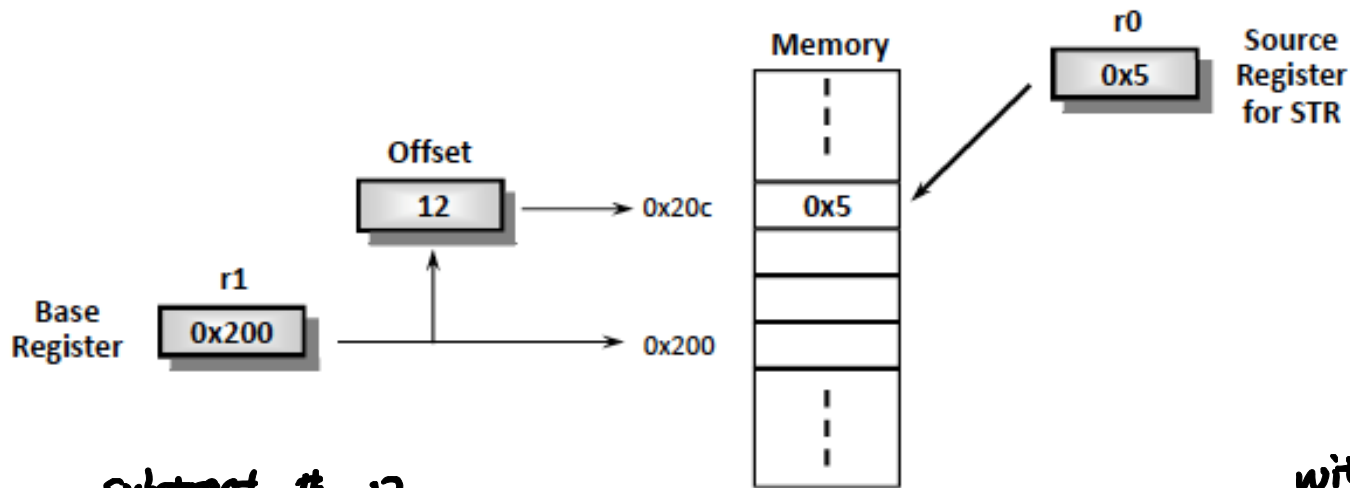 r0
Memory
0x5
Source
Register
for STR
Offset
12
0x20c
0x5
r1
Base
Register
0x200
0x200